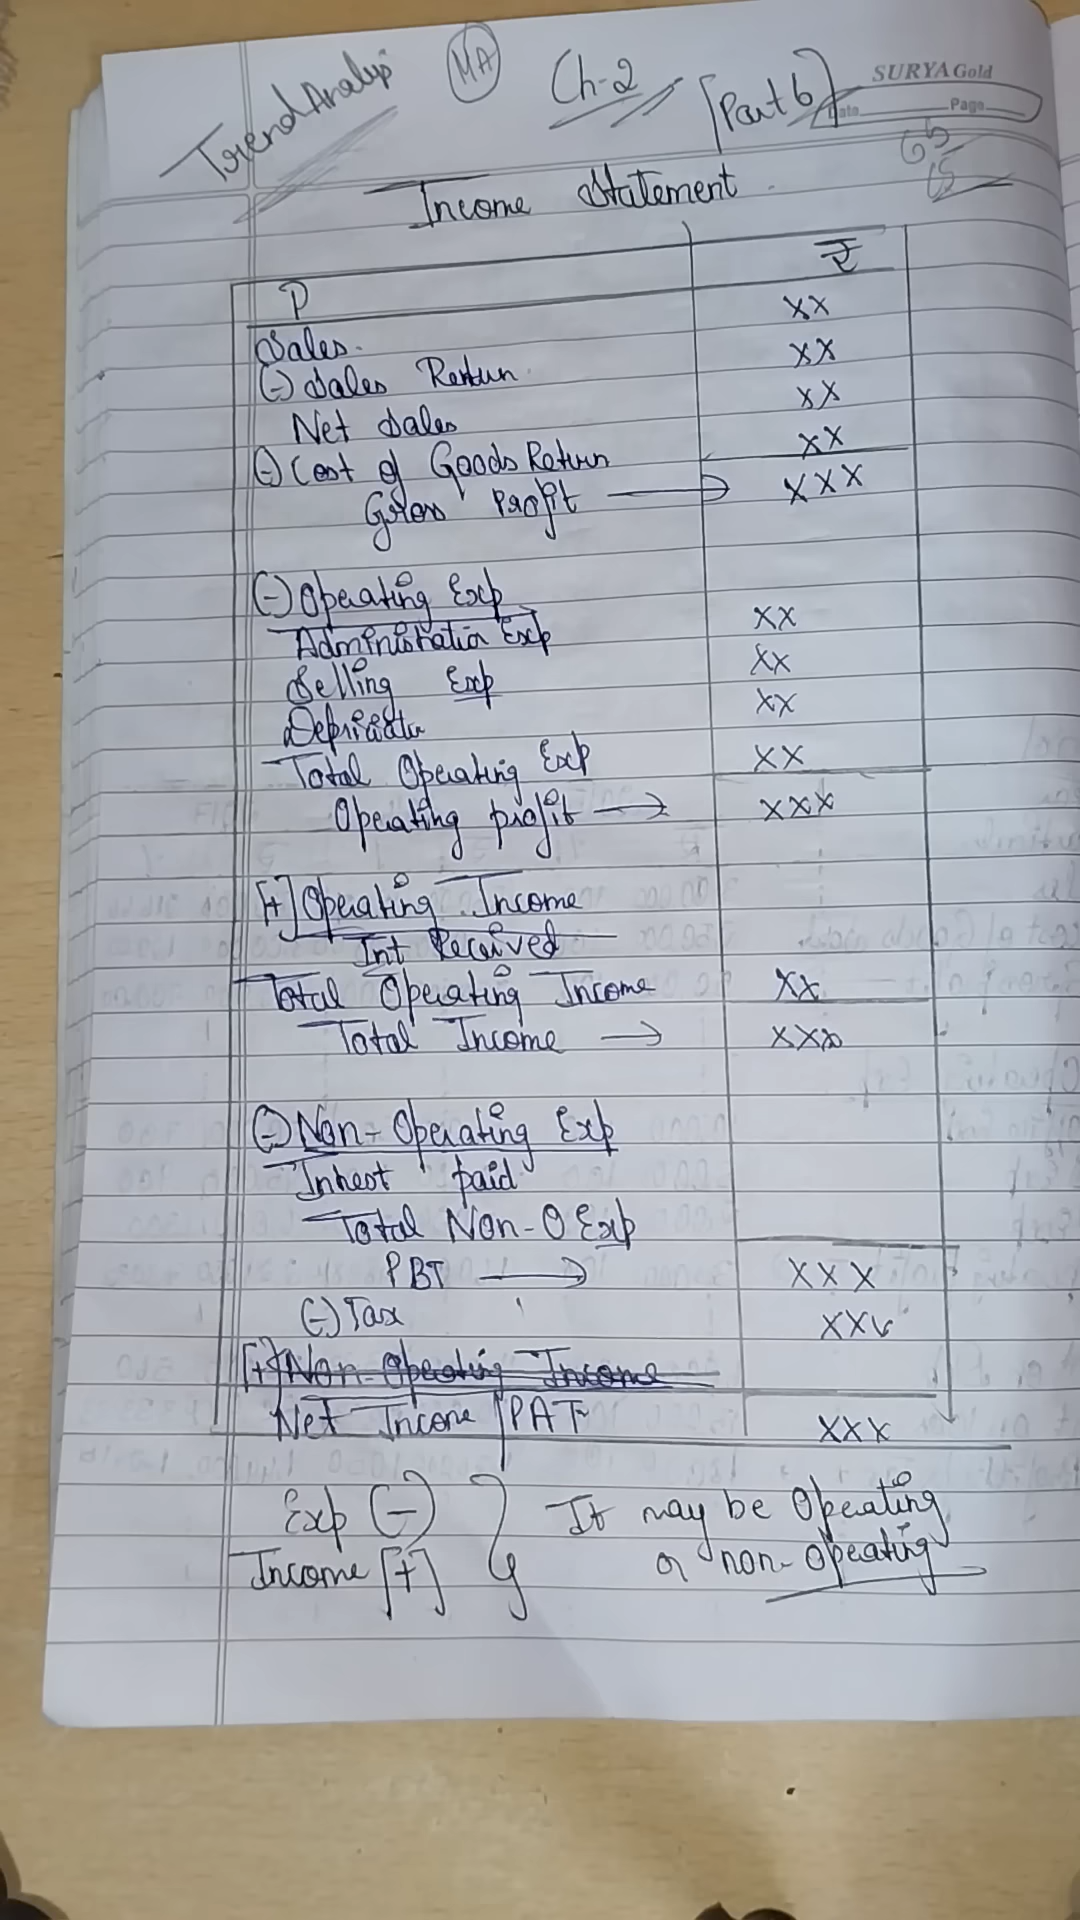 Trend Analysis
MA
Ch-2
[Part 6]
SURYA Gold
Date
Page
Income Statement
P ₹
Sales. XX
(-) Sales Return XX
Net Sales XX
(-) Cost of Goods Return XX
Gross Profit → XXX
(-) Operating Exp
Administration Exp XX
Selling Exp XX
Depriciatn XX
Total Operating Exp XX
Operating profit → XXX
[+] Operating Income
Int Received
Total Operating Income XX
Total Income → XXX
(-) Non-Operating Exp
Intrest paid
Total Non-O Exp
PBT → XXX
(-) Tax XXX
[+] Non-Operating Income
Net Income / PAT XXX
Exp (-) } It may be Operating
Income [+] or non-Operating